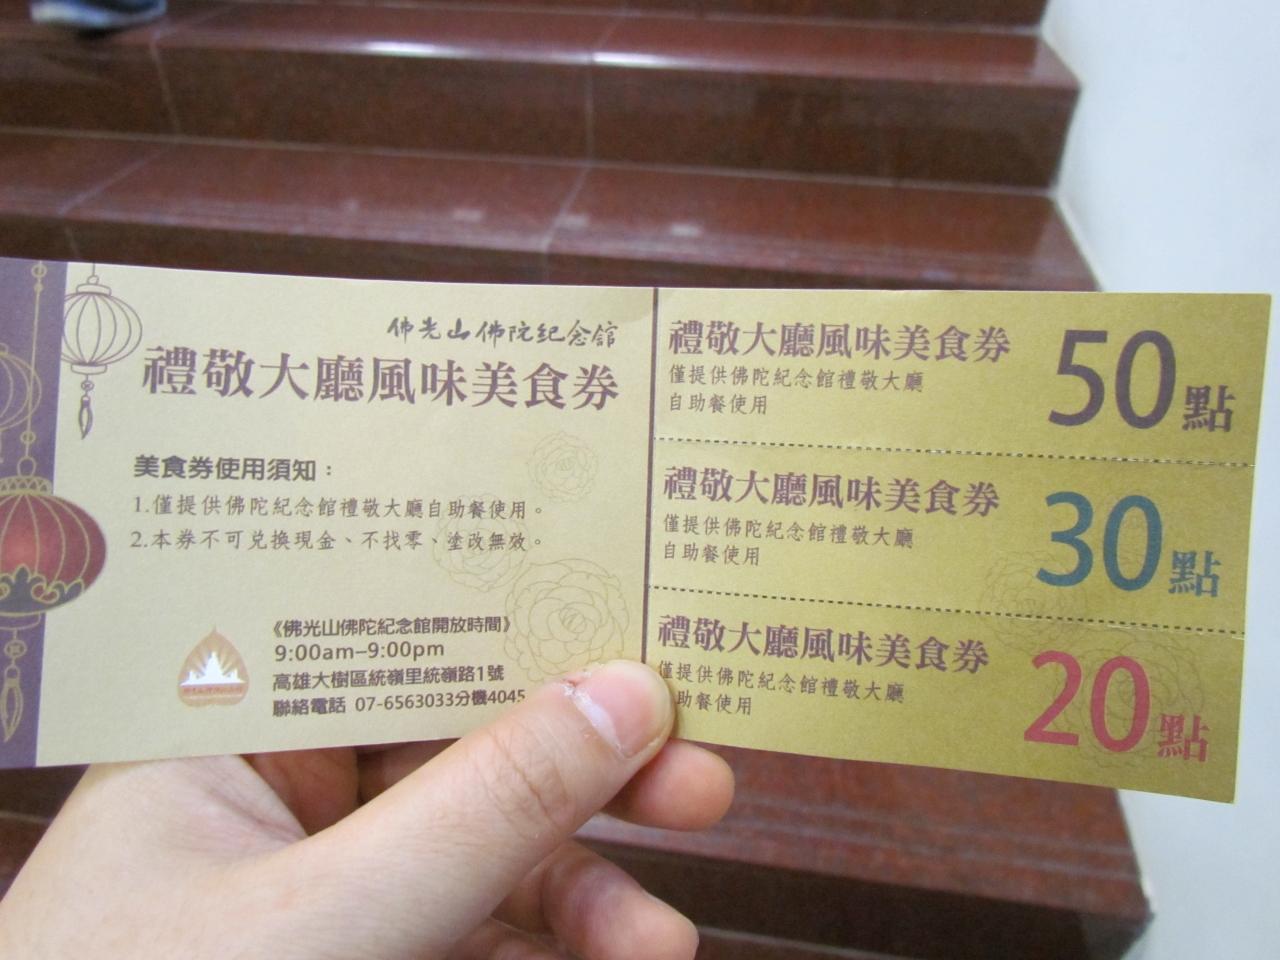 佛光山佛陀紀念館
禮敬大廳風味美食券
美食券使用須知：
1.僅提供佛陀紀念館禮敬大廳自助餐使用。
2.本券不可兌換現金、不找零、塗改無效。
《佛光山佛陀紀念館開放時間》
9:00am–9:00pm
高雄大樹區統嶺里統嶺路1號
聯絡電話 07-6563033分機4045
禮敬大廳風味美食券
僅提供佛陀紀念館禮敬大廳
自助餐使用
50點
禮敬大廳風味美食券
僅提供佛陀紀念館禮敬大廳
自助餐使用
30點
禮敬大廳風味美食券
僅提供佛陀紀念館禮敬大廳
助餐使用
20點